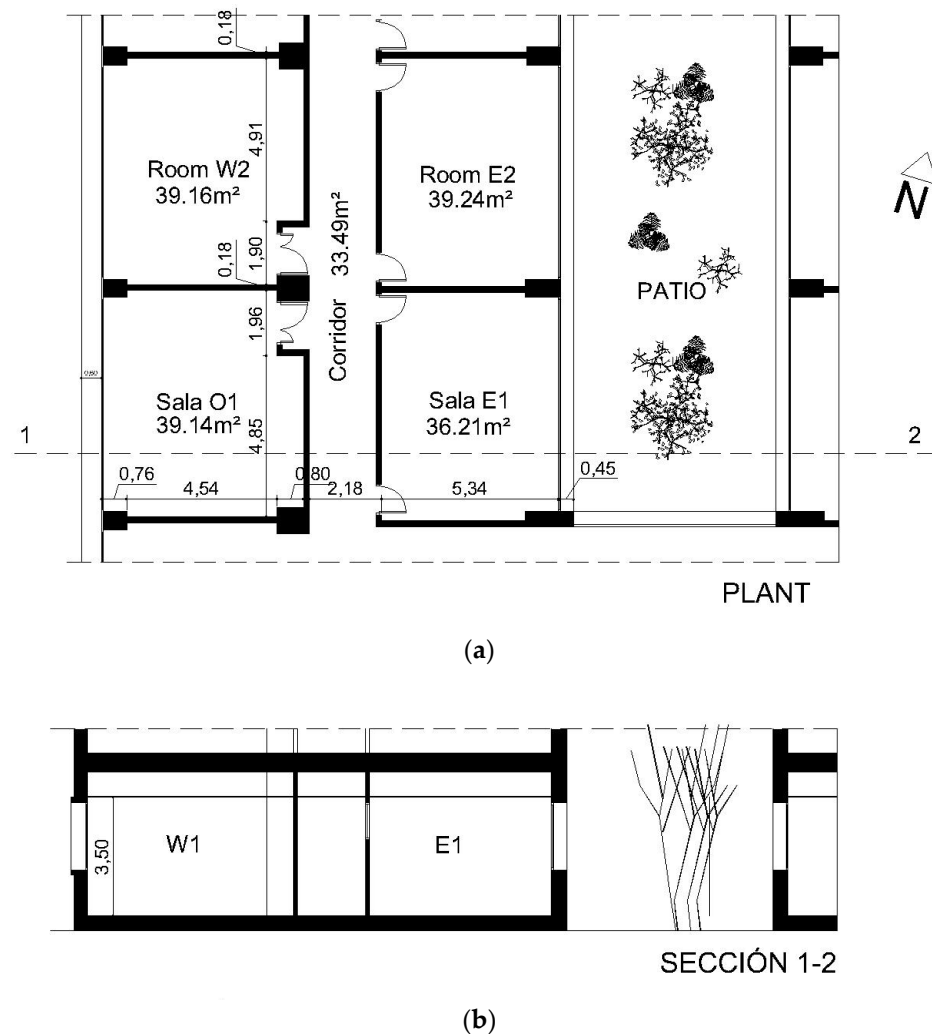 0,18
4,91
Room W2
39.16m²
Room E2
39.24m²
N
33.49m²
Corridor
1,90
0,18
PATIO
1,96
0,60
Sala O1
39.14m²
Sala E1
36.21m²
4,85
1
2
0,76
4,54
0,80
2,18
5,34
0,45
PLANT
(a)
W1
E1
3,50
SECCIÓN 1-2
(b)